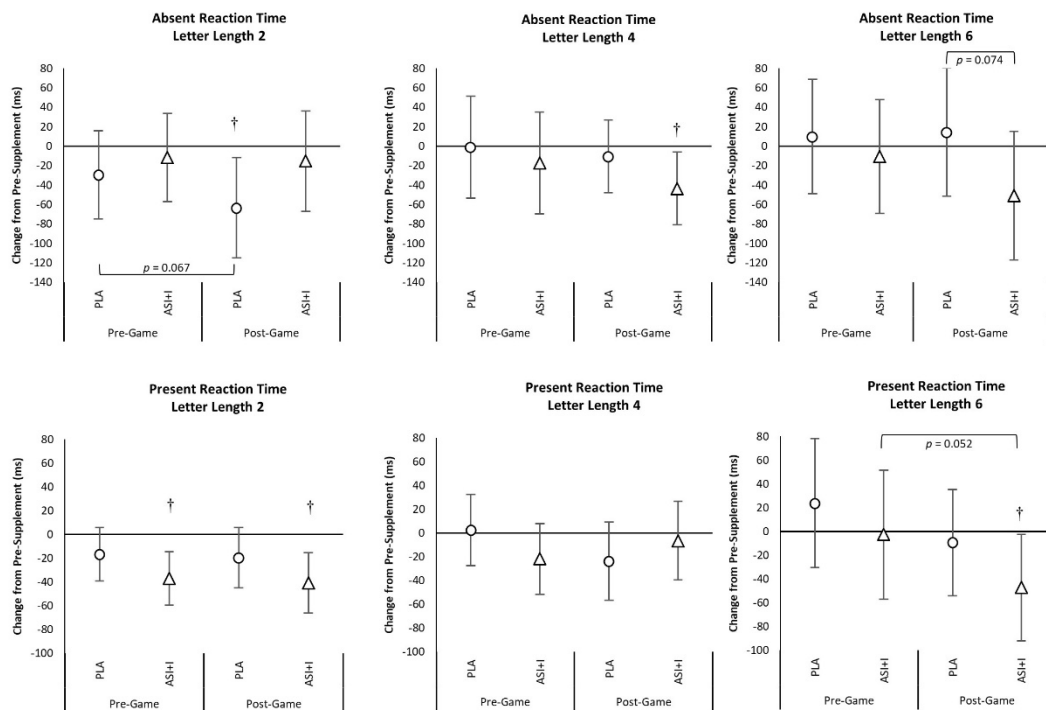 Absent Reaction Time
Letter Length 2
Change from Pre-Supplement (ms)
80
60
40
20
0
-20
-40
-60
-80
-100
-120
-140
†
p = 0.067
PLA
ASI+I
PLA
ASI+I
Pre-Game
Post-Game
Absent Reaction Time
Letter Length 4
Change from Pre-Supplement (ms)
80
60
40
20
0
-20
-40
-60
-80
-100
-120
-140
†
PLA
ASI+I
PLA
ASI+I
Pre-Game
Post-Game
Absent Reaction Time
Letter Length 6
Change from Pre-Supplement (ms)
80
60
40
20
0
-20
-40
-60
-80
-100
-120
-140
p = 0.074
PLA
ASI+I
PLA
ASI+I
Pre-Game
Post-Game
Present Reaction Time
Letter Length 2
Change from Pre-Supplement (ms)
80
60
40
20
0
-20
-40
-60
-80
-100
†
†
PLA
ASI+I
PLA
ASI+I
Pre-Game
Post-Game
Present Reaction Time
Letter Length 4
Change from Pre-Supplement (ms)
80
60
40
20
0
-20
-40
-60
-80
-100
PLA
ASI+I
PLA
ASI+I
Pre-Game
Post-Game
Present Reaction Time
Letter Length 6
Change from Pre-Supplement (ms)
80
60
40
20
0
-20
-40
-60
-80
-100
p = 0.052
†
PLA
ASI+I
PLA
ASI+I
Pre-Game
Post-Game